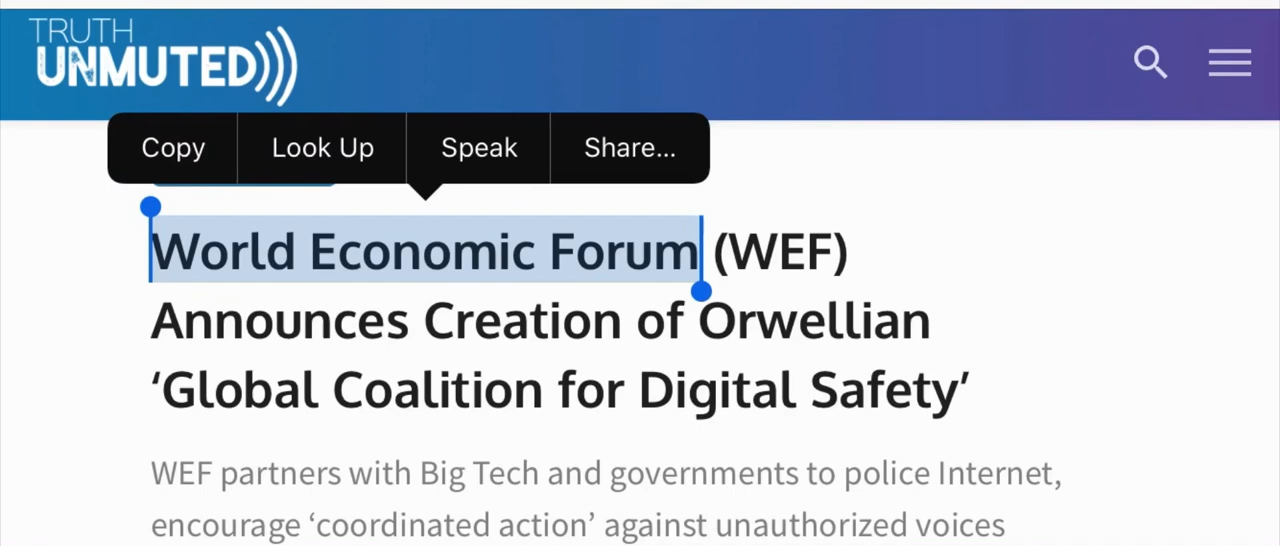 TRUTH
UNMUTED
Copy
Look Up
Speak
Share...
World Economic Forum (WEF)
Announces Creation of Orwellian
‘Global Coalition for Digital Safety’
WEF partners with Big Tech and governments to police Internet,
encourage ‘coordinated action’ against unauthorized voices